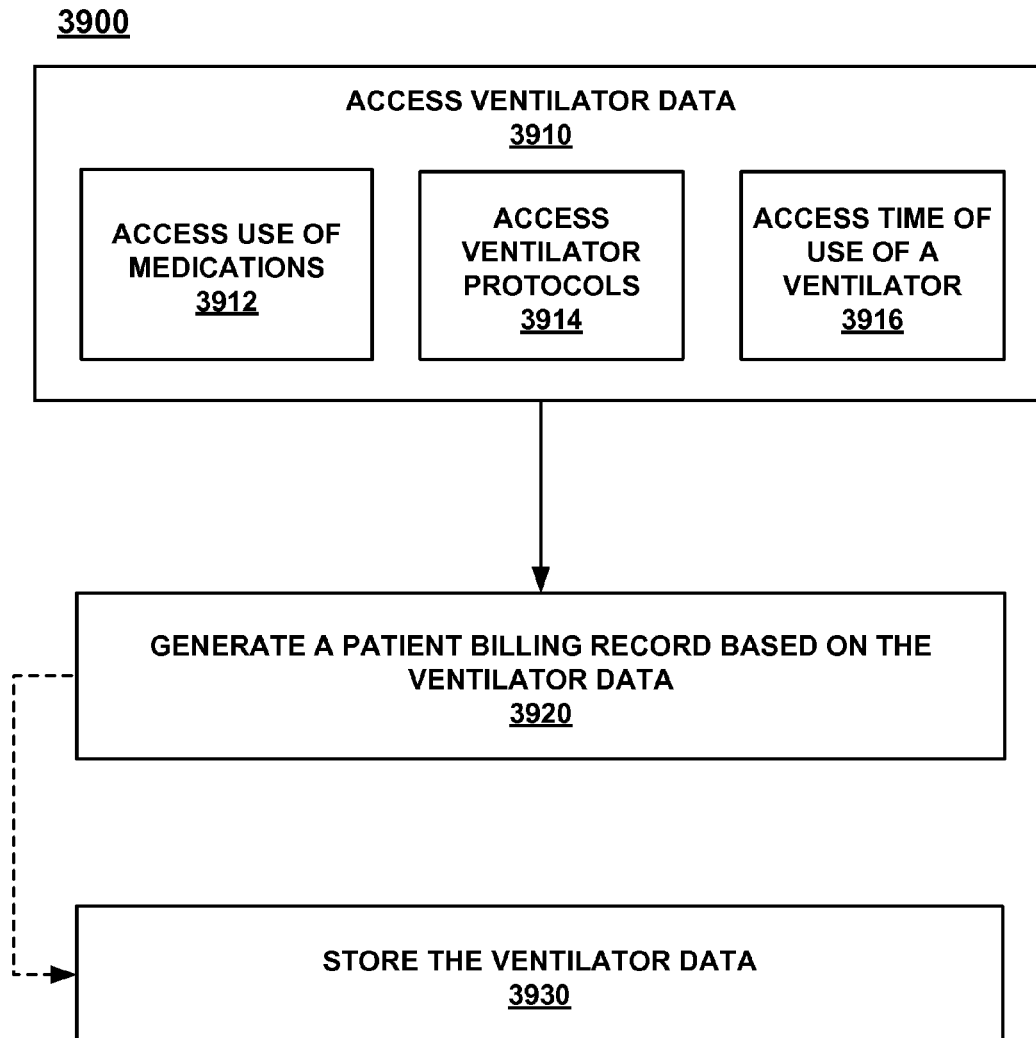 3900
ACCESS VENTILATOR DATA
3910
ACCESS USE OF
MEDICATIONS
3912
ACCESS
VENTILATOR
PROTOCOLS
3914
ACCESS TIME OF
USE OF A
VENTILATOR
3916
GENERATE A PATIENT BILLING RECORD BASED ON THE
VENTILATOR DATA
3920
STORE THE VENTILATOR DATA
3930